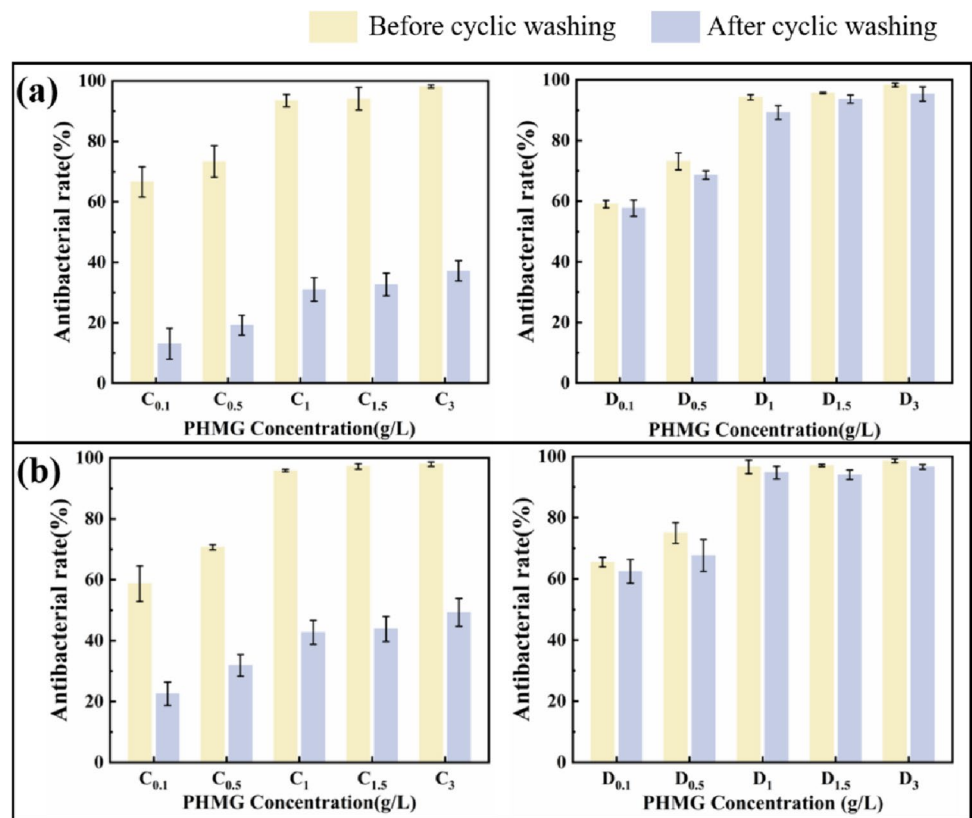 Before cyclic washing After cyclic washing
(a)
Antibacterial rate(%)
100
80
60
40
20
0
C0.1 C0.5 C1 C1.5 C3
PHMG Concentration(g/L)
Antibacterial rate(%)
100
80
60
40
20
0
D0.1 D0.5 D1 D1.5 D3
PHMG Concentration(g/L)
(b)
Antibacterial rate(%)
100
80
60
40
20
0
C0.1 C0.5 C1 C1.5 C3
PHMG Concentration(g/L)
Antibacterial rate(%)
100
80
60
40
20
0
D0.1 D0.5 D1 D1.5 D3
PHMG Concentration (g/L)